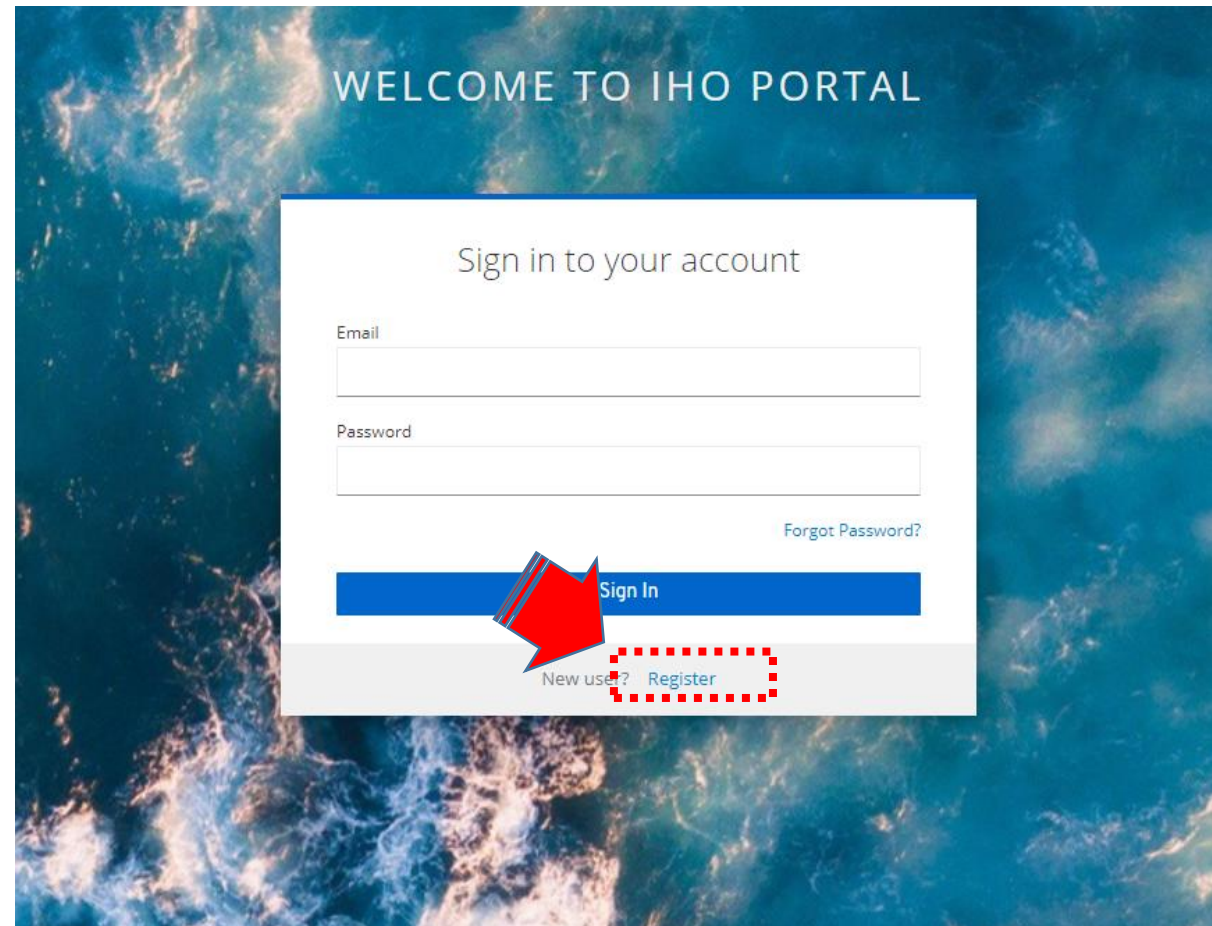 WELCOME TO IHO PORTAL
Sign in to your account
Email
Password
Forgot Password?
Sign In
New user? Register